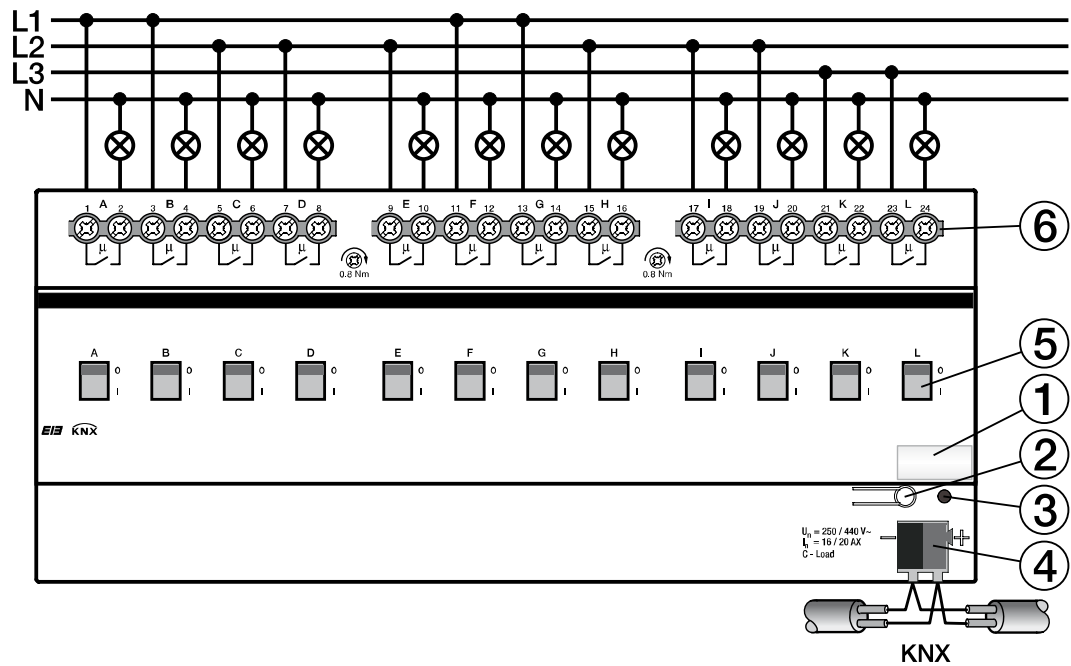 L1
L2
L3
N
1 A 2 3 B 4 5 C 6 7 D 8 9 E 10 11 F 12 13 G 14 15 H 16 17 I 18 19 J 20 21 K 22 23 L 24
μ μ μ μ μ μ μ μ μ μ μ μ
0.8 Nm 0.8 Nm
6
A B C D E F G H I J K L
O O O O O O O O O O O O
I I I I I I I I I I I I
5
1
EIB KNX
2
3
Un = 250 / 440 V~
In = 16 / 20 AX
C - Load
− +
4
KNX